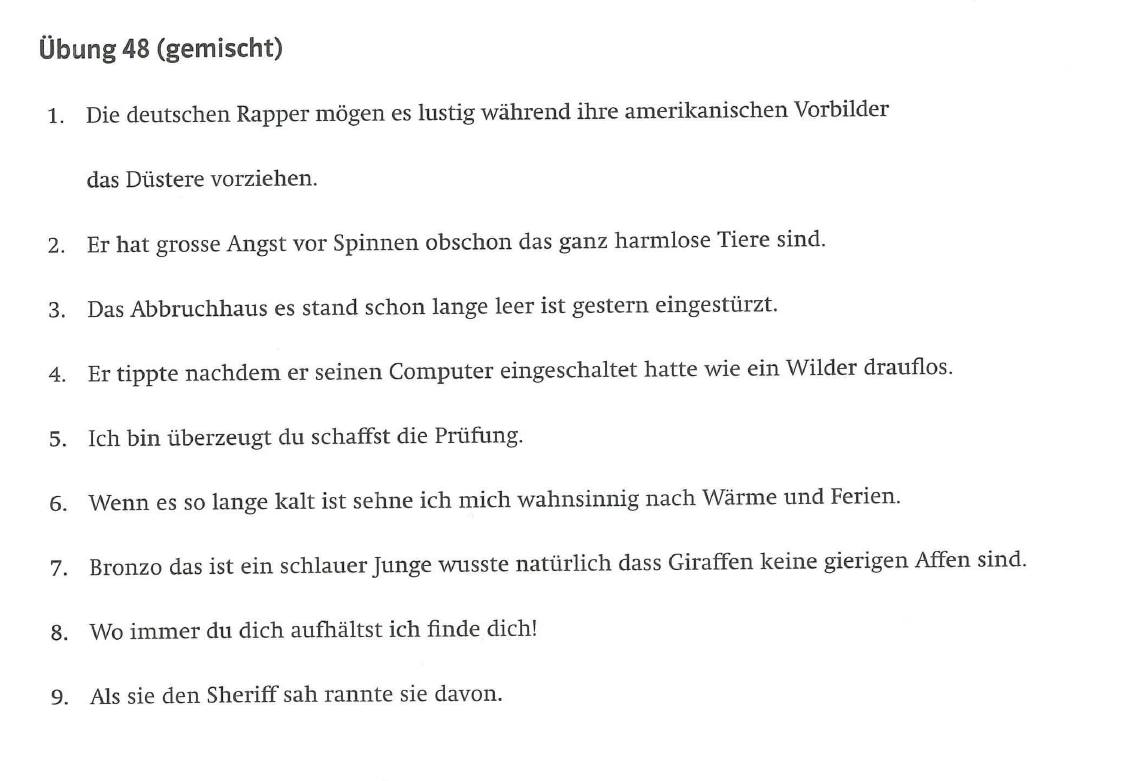 Übung 48 (gemischt)
1. Die deutschen Rapper mögen es lustig während ihre amerikanischen Vorbilder
das Düstere vorziehen.
2. Er hat grosse Angst vor Spinnen obschon das ganz harmlose Tiere sind.
3. Das Abbruchhaus es stand schon lange leer ist gestern eingestürzt.
4. Er tippte nachdem er seinen Computer eingeschaltet hatte wie ein Wilder drauflos.
5. Ich bin überzeugt du schaffst die Prüfung.
6. Wenn es so lange kalt ist sehne ich mich wahnsinnig nach Wärme und Ferien.
7. Bronzo das ist ein schlauer Junge wusste natürlich dass Giraffen keine gierigen Affen sind.
8. Wo immer du dich aufhältst ich finde dich!
9. Als sie den Sheriff sah rannte sie davon.